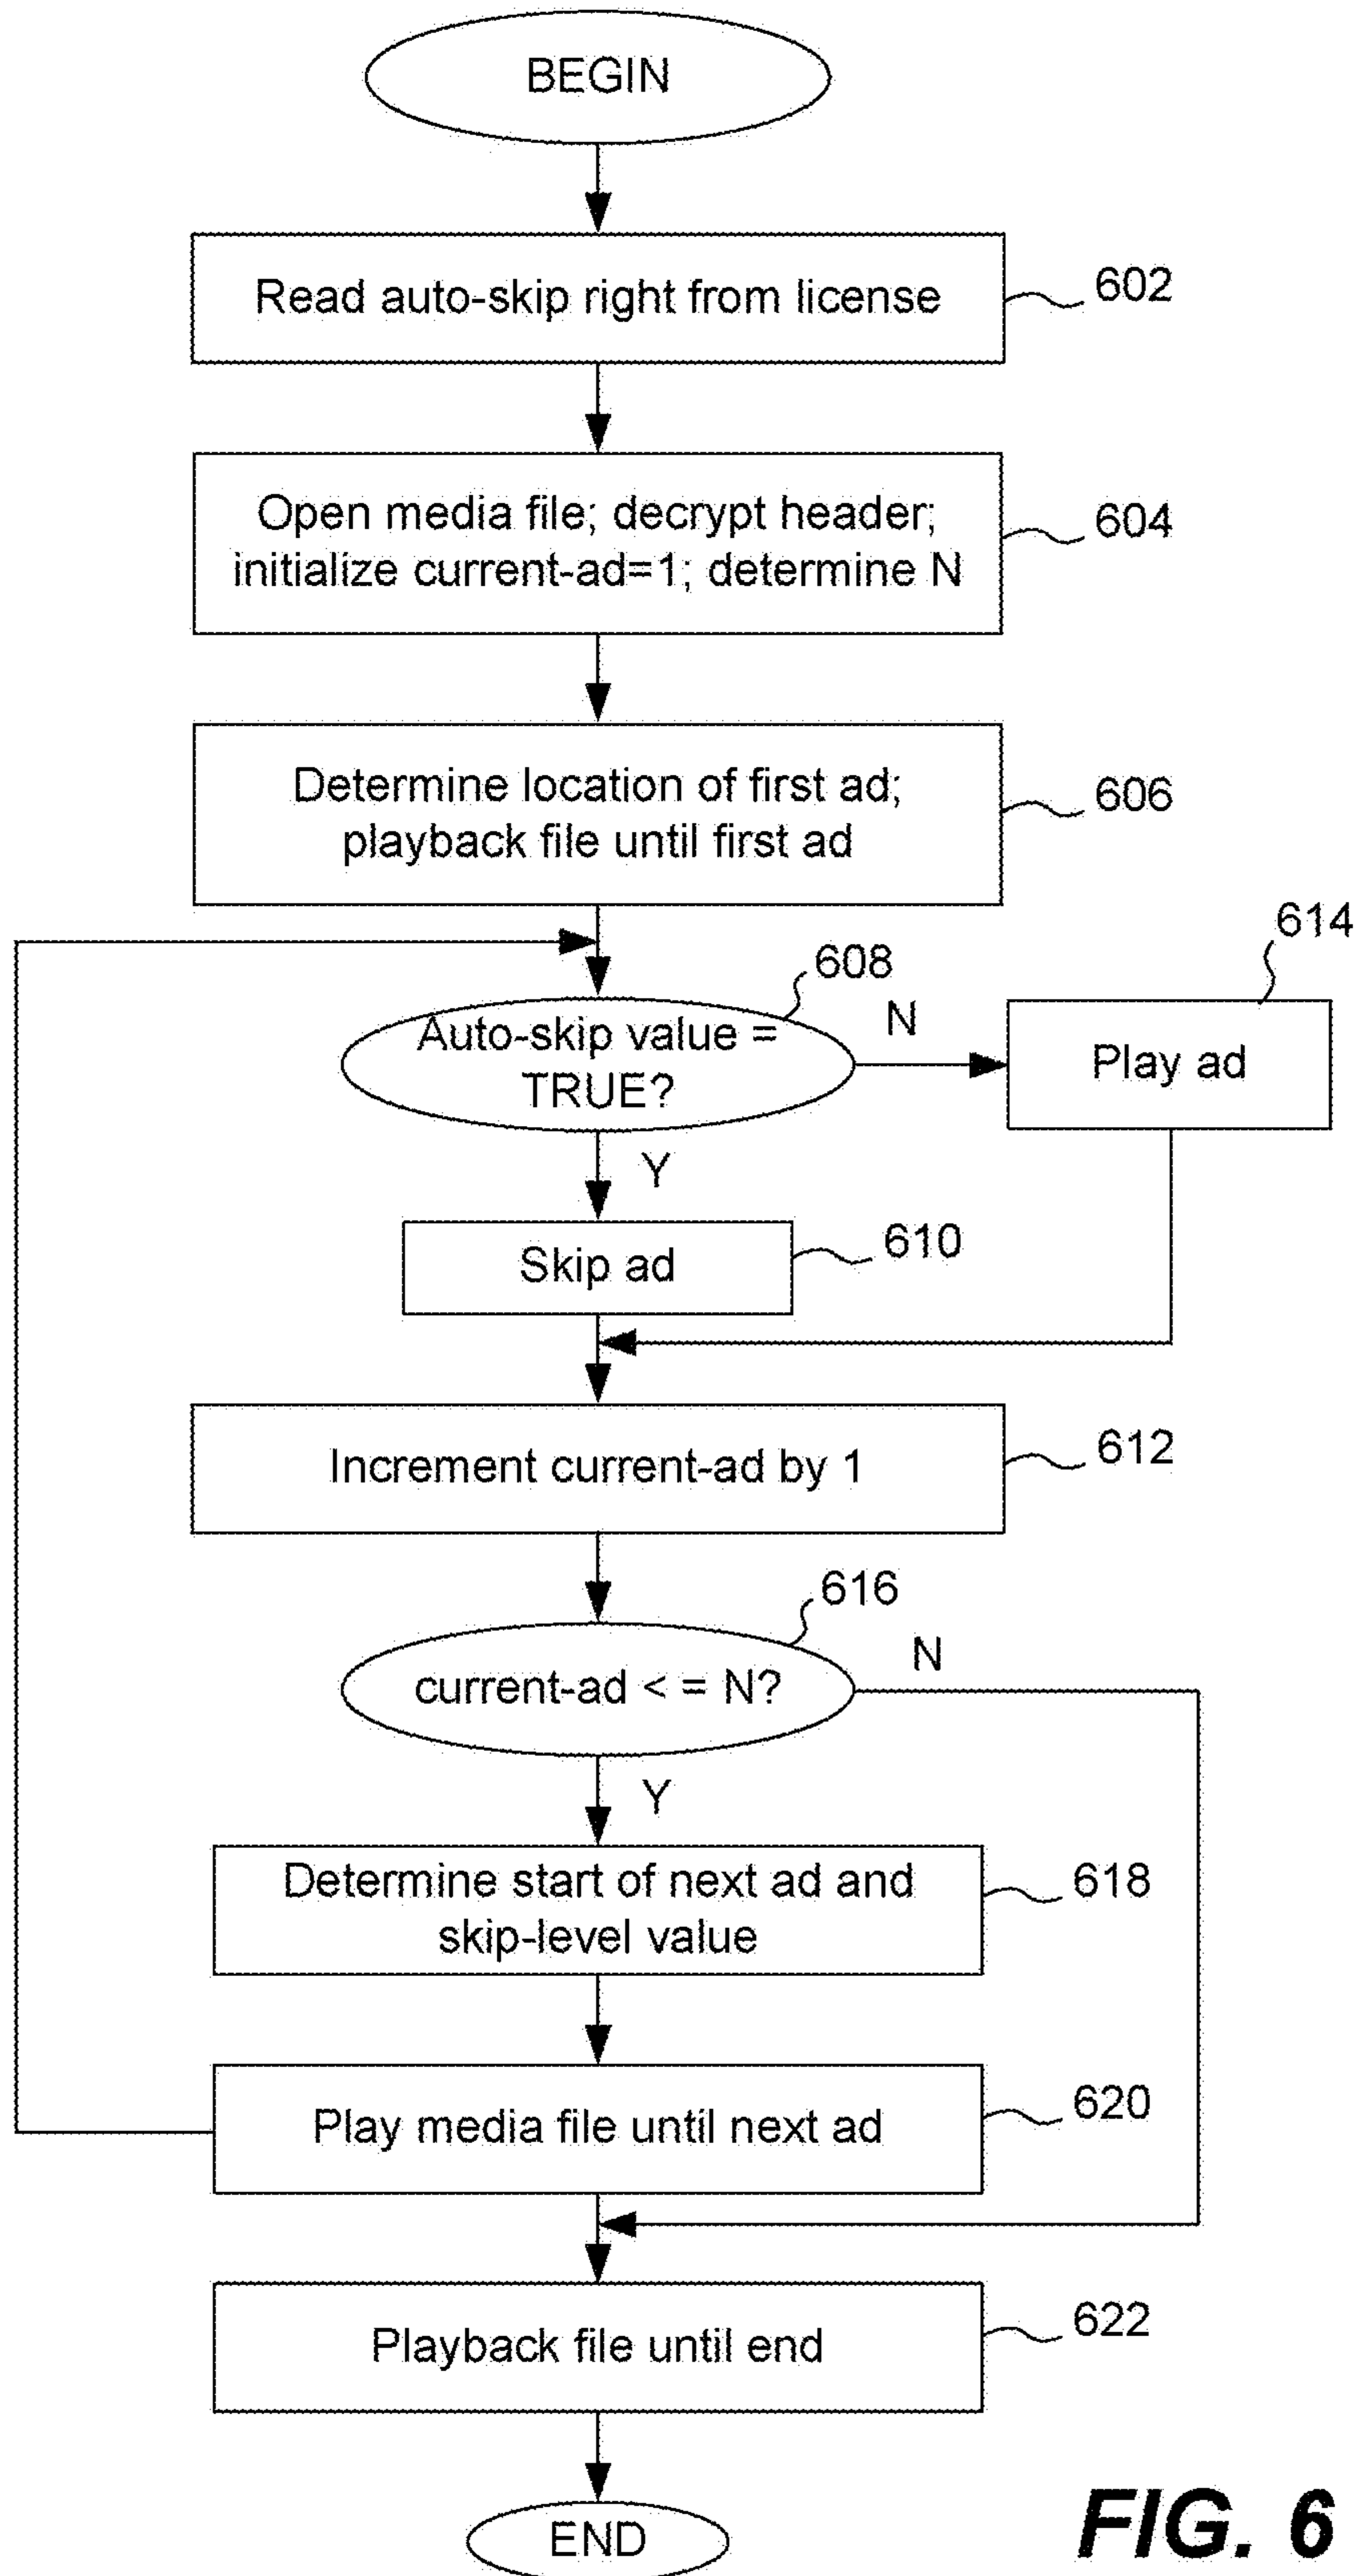 BEGIN
Read auto-skip right from license
602
Open media file; decrypt header;
initialize current-ad=1; determine N
604
Determine location of first ad;
playback file until first ad
606
608
Auto-skip value =
TRUE?
N
614
Play ad
Y
Skip ad
610
Increment current-ad by 1
612
616
current-ad < = N?
N
Y
Determine start of next ad and
skip-level value
618
Play media file until next ad
620
Playback file until end
622
END
FIG. 6